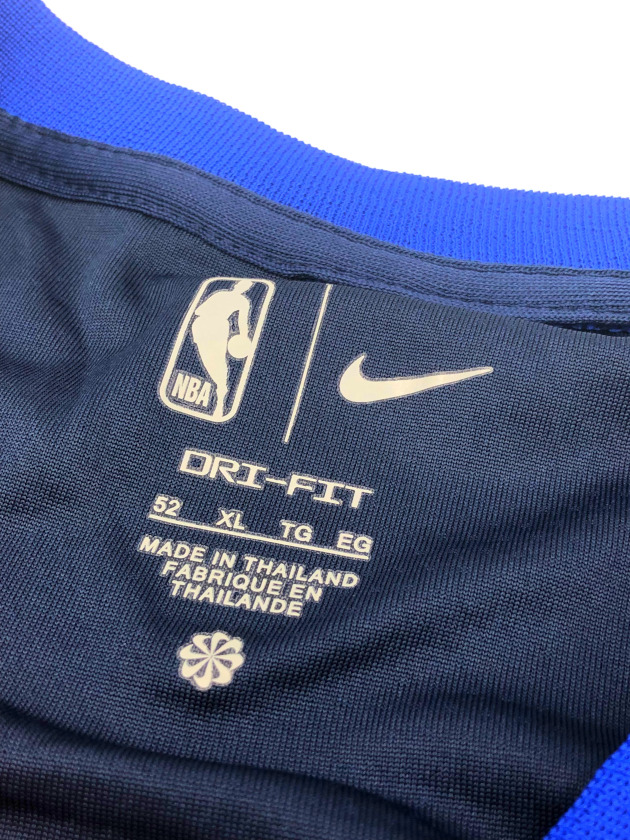 NBA
DRI-FIT
52 XL TG EG
MADE IN THAILAND
FABRIQUE EN
THAILANDE